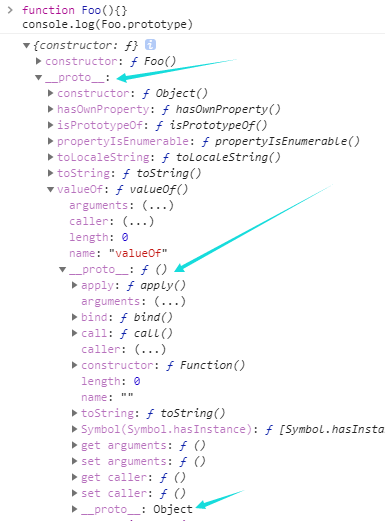 > function Foo(){}
console.log(Foo.prototype)
▼ {constructor: ƒ} i
▶ constructor: ƒ Foo()
▼ __proto__:
▶ constructor: ƒ Object()
▶ hasOwnProperty: ƒ hasOwnProperty()
▶ isPrototypeOf: ƒ isPrototypeOf()
▶ propertyIsEnumerable: ƒ propertyIsEnumerable()
▶ toLocaleString: ƒ toLocaleString()
▶ toString: ƒ toString()
▼ valueOf: ƒ valueOf()
arguments: (...)
caller: (...)
length: 0
name: "valueOf"
▼ __proto__: ƒ ()
▶ apply: ƒ apply()
arguments: (...)
▶ bind: ƒ bind()
▶ call: ƒ call()
caller: (...)
▶ constructor: ƒ Function()
length: 0
name: ""
▶ toString: ƒ toString()
▶ Symbol(Symbol.hasInstance): ƒ [Symbol.hasInsta
▶ get arguments: ƒ ()
▶ set arguments: ƒ ()
▶ get caller: ƒ ()
▶ set caller: ƒ ()
▶ __proto__: Object